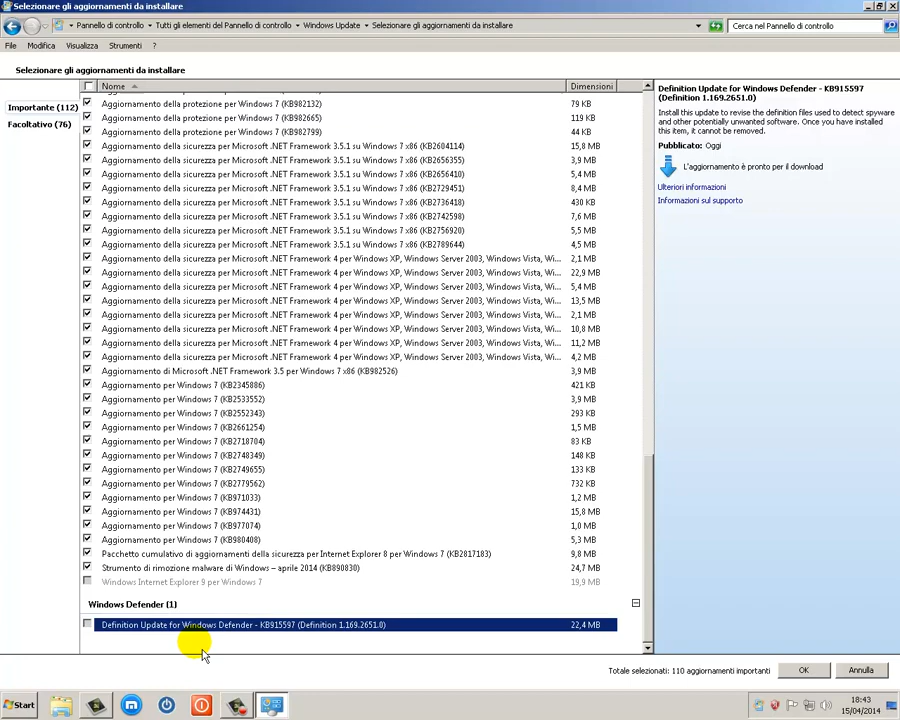 Selezionare gli aggiornamenti da installare
Pannello di controllo ▾ Tutti gli elementi del Pannello di controllo ▾ Windows Update ▾ Selezionare gli aggiornamenti da installare
Cerca nel Pannello di controllo
File Modifica Visualizza Strumenti ?
Selezionare gli aggiornamenti da installare
Importante (112)
Facoltativo (76)
Nome Dimensioni
Aggiornamento della protezione per Windows 7 (KB982132) 79 KB
Aggiornamento della protezione per Windows 7 (KB982665) 119 KB
Aggiornamento della protezione per Windows 7 (KB982799) 44 KB
Aggiornamento della sicurezza per Microsoft .NET Framework 3.5.1 su Windows 7 x86 (KB2604114) 15,8 MB
Aggiornamento della sicurezza per Microsoft .NET Framework 3.5.1 su Windows 7 x86 (KB2656355) 3,9 MB
Aggiornamento della sicurezza per Microsoft .NET Framework 3.5.1 su Windows 7 x86 (KB2656410) 5,4 MB
Aggiornamento della sicurezza per Microsoft .NET Framework 3.5.1 su Windows 7 x86 (KB2729451) 8,4 MB
Aggiornamento della sicurezza per Microsoft .NET Framework 3.5.1 su Windows 7 x86 (KB2736418) 430 KB
Aggiornamento della sicurezza per Microsoft .NET Framework 3.5.1 su Windows 7 x86 (KB2742598) 7,6 MB
Aggiornamento della sicurezza per Microsoft .NET Framework 3.5.1 su Windows 7 x86 (KB2756920) 5,5 MB
Aggiornamento della sicurezza per Microsoft .NET Framework 3.5.1 su Windows 7 x86 (KB2789644) 4,5 MB
Aggiornamento della sicurezza per Microsoft .NET Framework 4 per Windows XP, Windows Server 2003, Windows Vista, Wi... 2,1 MB
Aggiornamento della sicurezza per Microsoft .NET Framework 4 per Windows XP, Windows Server 2003, Windows Vista, Wi... 22,9 MB
Aggiornamento della sicurezza per Microsoft .NET Framework 4 per Windows XP, Windows Server 2003, Windows Vista, Wi... 5,4 MB
Aggiornamento della sicurezza per Microsoft .NET Framework 4 per Windows XP, Windows Server 2003, Windows Vista, Wi... 13,5 MB
Aggiornamento della sicurezza per Microsoft .NET Framework 4 per Windows XP, Windows Server 2003, Windows Vista, Wi... 2,1 MB
Aggiornamento della sicurezza per Microsoft .NET Framework 4 per Windows XP, Windows Server 2003, Windows Vista, Wi... 10,8 MB
Aggiornamento della sicurezza per Microsoft .NET Framework 4 per Windows XP, Windows Server 2003, Windows Vista, Wi... 11,2 MB
Aggiornamento della sicurezza per Microsoft .NET Framework 4 per Windows XP, Windows Server 2003, Windows Vista, Wi... 4,2 MB
Aggiornamento di Microsoft .NET Framework 3.5 per Windows 7 x86 (KB982526) 3,9 MB
Aggiornamento per Windows 7 (KB2345886) 421 KB
Aggiornamento per Windows 7 (KB2533552) 3,9 MB
Aggiornamento per Windows 7 (KB2552343) 293 KB
Aggiornamento per Windows 7 (KB2661254) 1,5 MB
Aggiornamento per Windows 7 (KB2718704) 83 KB
Aggiornamento per Windows 7 (KB2748349) 148 KB
Aggiornamento per Windows 7 (KB2749655) 133 KB
Aggiornamento per Windows 7 (KB2779562) 732 KB
Aggiornamento per Windows 7 (KB971033) 1,2 MB
Aggiornamento per Windows 7 (KB974431) 15,8 MB
Aggiornamento per Windows 7 (KB977074) 1,0 MB
Aggiornamento per Windows 7 (KB980408) 5,3 MB
Pacchetto cumulativo di aggiornamenti della sicurezza per Internet Explorer 8 per Windows 7 (KB2817183) 9,8 MB
Strumento di rimozione malware di Windows – aprile 2014 (KB890830) 24,7 MB
Windows Internet Explorer 9 per Windows 7 19,9 MB
Windows Defender (1)
Definition Update for Windows Defender - KB915597 (Definition 1.169.2651.0) 22,4 MB
Definition Update for Windows Defender - KB915597
(Definition 1.169.2651.0)
Install this update to revise the definition files used to detect spyware
and other potentially unwanted software. Once you have installed
this item, it cannot be removed.
Pubblicato: Oggi
L'aggiornamento è pronto per il download
Ulteriori informazioni
Informazioni sul supporto
Totale selezionati: 110 aggiornamenti importanti
OK Annulla
Start
18:43
15/04/2014